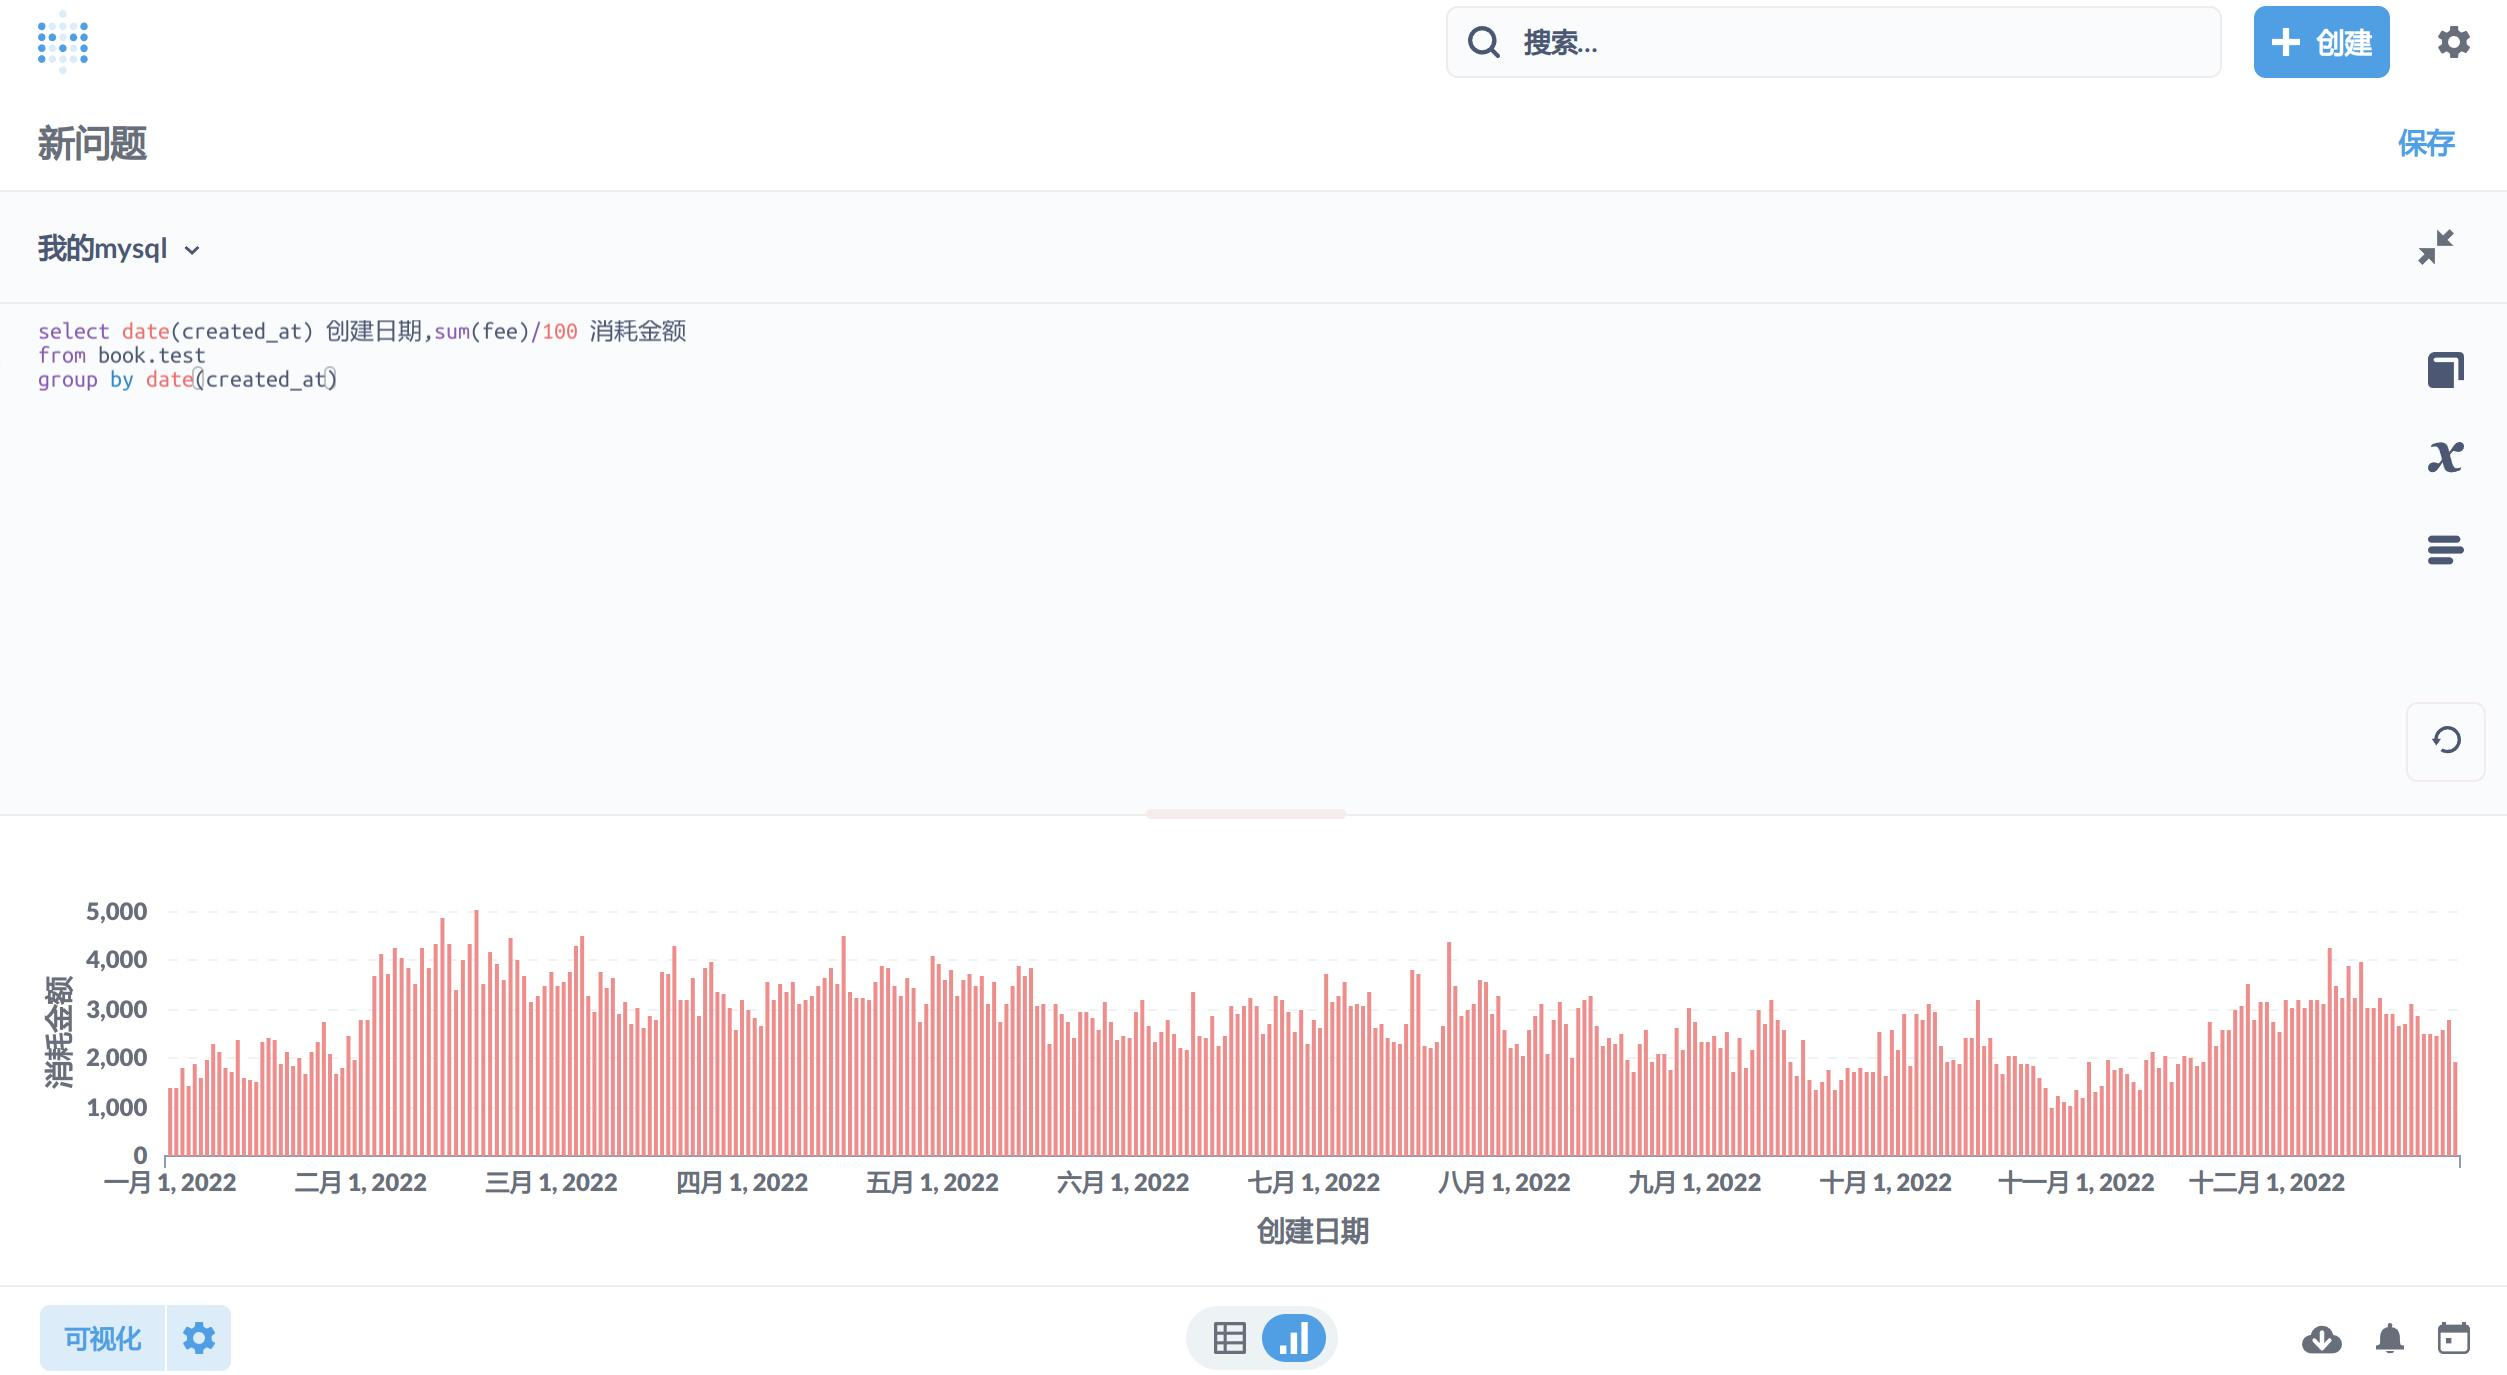 搜索...
创建
新问题
保存
我的mysql
select date(created_at) 创建日期,sum(fee)/100 消耗金额
from book.test
group by date(created_at)
5,000
4,000
3,000
2,000
1,000
0
消耗金额
一月 1, 2022
二月 1, 2022
三月 1, 2022
四月 1, 2022
五月 1, 2022
六月 1, 2022
七月 1, 2022
八月 1, 2022
九月 1, 2022
十月 1, 2022
十一月 1, 2022
十二月 1, 2022
创建日期
可视化